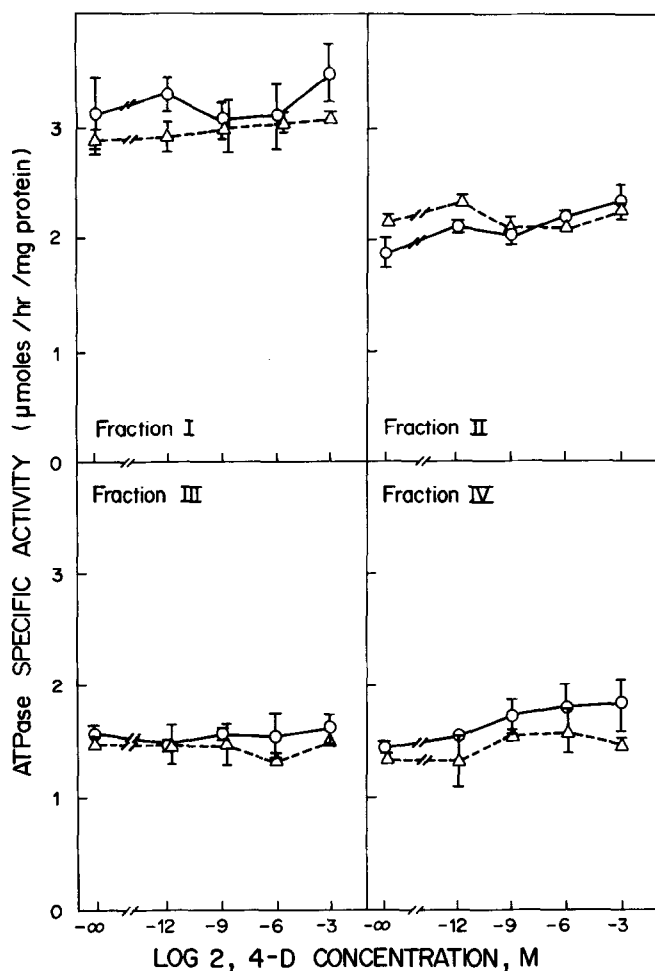 ATPase SPECIFIC ACTIVITY (μmoles /hr /mg protein)
3
2
1
0
Fraction I
Fraction II
Fraction III
Fraction IV
3
2
1
0
-∞ -12 -9 -6 -3 -∞ -12 -9 -6 -3
LOG 2, 4-D CONCENTRATION, M